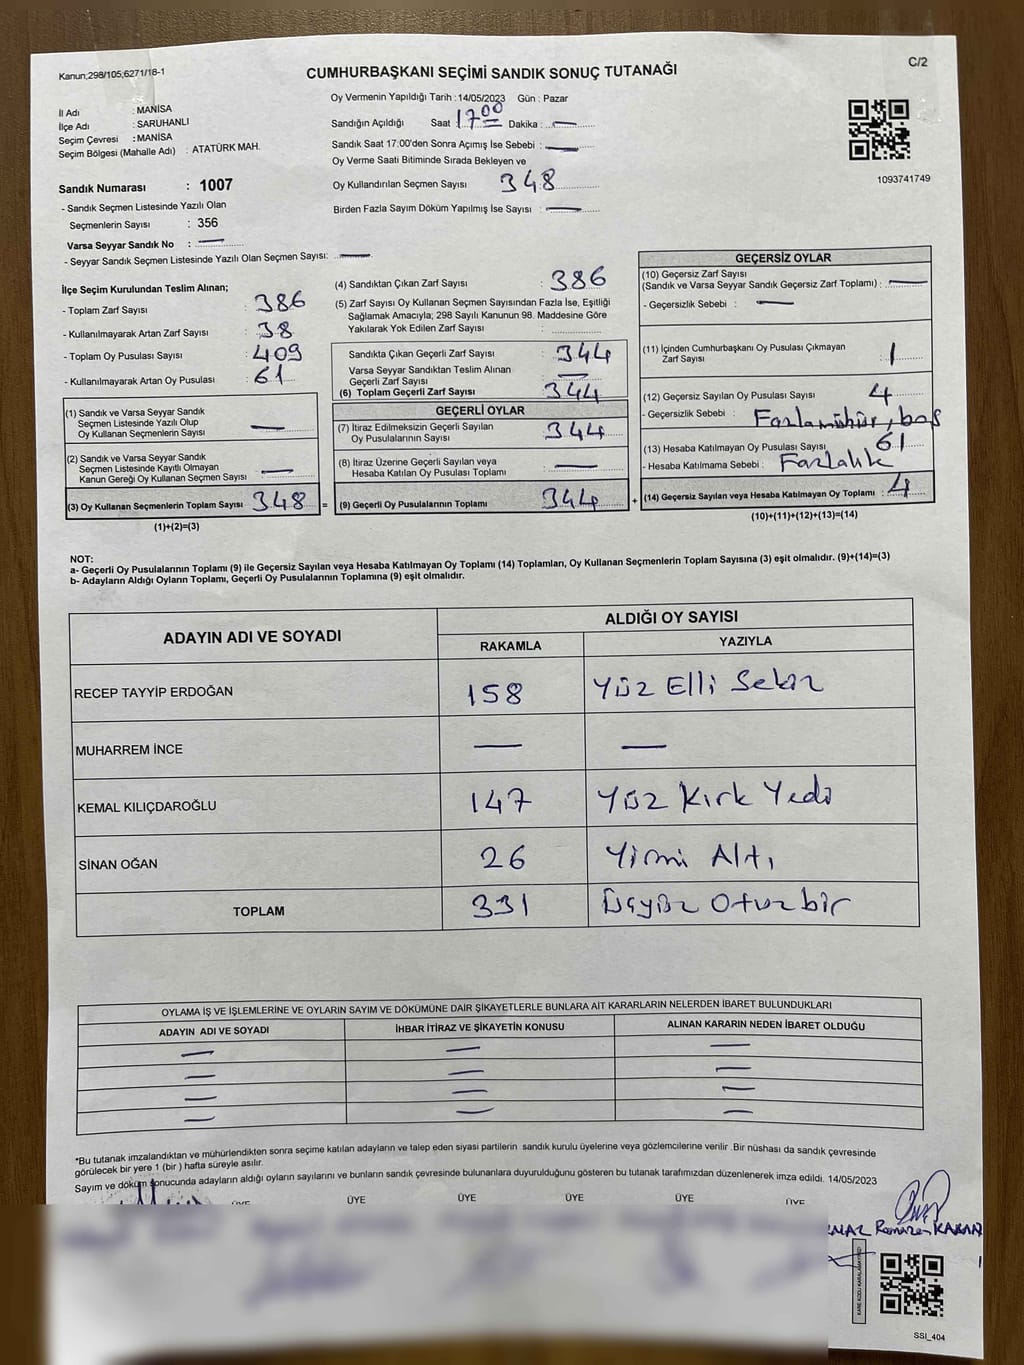 Kanun;298/105;6271/18-1
C/2
CUMHURBAŞKANI SEÇİMİ SANDIK SONUÇ TUTANAĞI
İl Adı : MANİSA
İlçe Adı : SARUHANLI
Seçim Çevresi : MANİSA
Seçim Bölgesi (Mahalle Adı) : ATATÜRK MAH.
Sandık Numarası : 1007
- Sandık Seçmen Listesinde Yazılı Olan
Seçmenlerin Sayısı : 356
Varsa Seyyar Sandık No : —
- Seyyar Sandık Seçmen Listesinde Yazılı Olan Seçmen Sayısı: —
Oy Vermenin Yapıldığı Tarih : 14/05/2023 Gün : Pazar
Sandığın Açıldığı Saat 17:00 Dakika : —
Sandık Saat 17:00'den Sonra Açımış İse Sebebi : —
Oy Verme Saati Bitiminde Sırada Bekleyen ve
Oy Kullandırılan Seçmen Sayısı 348
Birden Fazla Sayım Döküm Yapılmış İse Sayısı : —
1093741749
İlçe Seçim Kurulundan Teslim Alınan;
- Toplam Zarf Sayısı : 386
- Kullanılmayarak Artan Zarf Sayısı : 38
- Toplam Oy Pusulası Sayısı : 409
- Kullanılmayarak Artan Oy Pusulası : 61
(1) Sandık ve Varsa Seyyar Sandık
Seçmen Listesinde Yazılı Olup
Oy Kullanan Seçmenlerin Sayısı —
(2) Sandık ve Varsa Seyyar Sandık
Seçmen Listesinde Kayıtlı Olmayan
Kanun Gereği Oy Kullanan Seçmen Sayısı —
(3) Oy Kullanan Seçmenlerin Toplam Sayısı 348 =
(1)+(2)=(3)
(4) Sandıktan Çıkan Zarf Sayısı : 386
(5) Zarf Sayısı Oy Kullanan Seçmen Sayısından Fazla İse, Eşitliği
Sağlamak Amacıyla; 298 Sayılı Kanunun 98. Maddesine Göre
Yakılarak Yok Edilen Zarf Sayısı :
Sandıkta Çıkan Geçerli Zarf Sayısı : 344
Varsa Seyyar Sandıktan Teslim Alınan
Geçerli Zarf Sayısı : —
(6) Toplam Geçerli Zarf Sayısı : 344
GEÇERLİ OYLAR
(7) İtiraz Edilmeksizin Geçerli Sayılan
Oy Pusulalarının Sayısı : 344
(8) İtiraz Üzerine Geçerli Sayılan veya
Hesaba Katılan Oy Pusulası Toplamı : —
(9) Geçerli Oy Pusulalarının Toplamı : 344 +
GEÇERSİZ OYLAR
(10) Geçersiz Zarf Sayısı
(Sandık ve Varsa Seyyar Sandık Geçersiz Zarf Toplamı) : —
- Geçersizlik Sebebi : —
(11) İçinden Cumhurbaşkanı Oy Pusulası Çıkmayan
Zarf Sayısı : 1
(12) Geçersiz Sayılan Oy Pusulası Sayısı : 4
- Geçersizlik Sebebi : Fazla mühür, boş
(13) Hesaba Katılmayan Oy Pusulası Sayısı : 61
- Hesaba Katılmama Sebebi : Fazlalık
(14) Geçersiz Sayılan veya Hesaba Katılmayan Oy Toplamı : 4
(10)+(11)+(12)+(13)=(14)
NOT:
a- Geçerli Oy Pusulalarının Toplamı (9) ile Geçersiz Sayılan veya Hesaba Katılmayan Oy Toplamı (14) Toplamları, Oy Kullanan Seçmenlerin Toplam Sayısına (3) eşit olmalıdır. (9)+(14)=(3)
b- Adayların Aldığı Oyların Toplamı, Geçerli Oy Pusulalarının Toplamına (9) eşit olmalıdır.
ADAYIN ADI VE SOYADI ALDIĞI OY SAYISI
RAKAMLA YAZIYLA
RECEP TAYYİP ERDOĞAN 158 Yüz Elli Sekiz
MUHARREM İNCE — —
KEMAL KILIÇDAROĞLU 147 Yüz Kırk Yedi
SİNAN OĞAN 26 Yirmi Altı
TOPLAM 331 Üçyüz Otuzbir
OYLAMA İŞ VE İŞLEMLERİNE VE OYLARIN SAYIM VE DÖKÜMÜNE DAİR ŞİKAYETLERLE BUNLARA AİT KARARLARIN NELERDEN İBARET BULUNDUKLARI
ADAYIN ADI VE SOYADI İHBAR İTİRAZ VE ŞİKAYETİN KONUSU ALINAN KARARIN NEDEN İBARET OLDUĞU
— — —
— — —
— — —
— — —
*Bu tutanak imzalandıktan ve mühürlendikten sonra seçime katılan adayların ve talep eden siyasi partilerin sandık kurulu üyelerine veya gözlemcilerine verilir .Bir nüshası da sandık çevresinde
görülecek bir yere 1 (bir ) hafta süreyle asılır.
Sayım ve döküm sonucunda adayların aldığı oyların sayılarını ve bunların sandık çevresinde bulunanlara duyurulduğunu gösteren bu tutanak tarafımızdan düzenlenerek imza edildi. 14/05/2023
ÜYE ÜYE ÜYE ÜYE ÜYE ÜYE
Ramazan KAHAN
SSI_404